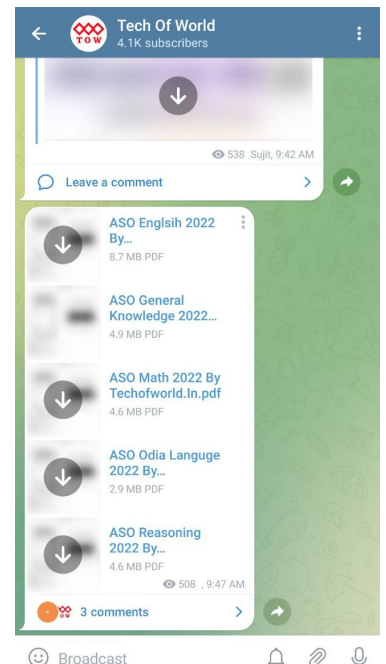 Tech Of World
TOW
4.1K subscribers
538 Sujit, 9:42 AM
Leave a comment
ASO Englsih 2022
By...
8.7 MB PDF
ASO General
Knowledge 2022...
4.9 MB PDF
ASO Math 2022 By
Techofworld.In.pdf
4.6 MB PDF
ASO Odia Languge
2022 By...
2.9 MB PDF
ASO Reasoning
2022 By...
4.6 MB PDF
508 , 9:47 AM
3 comments
Broadcast